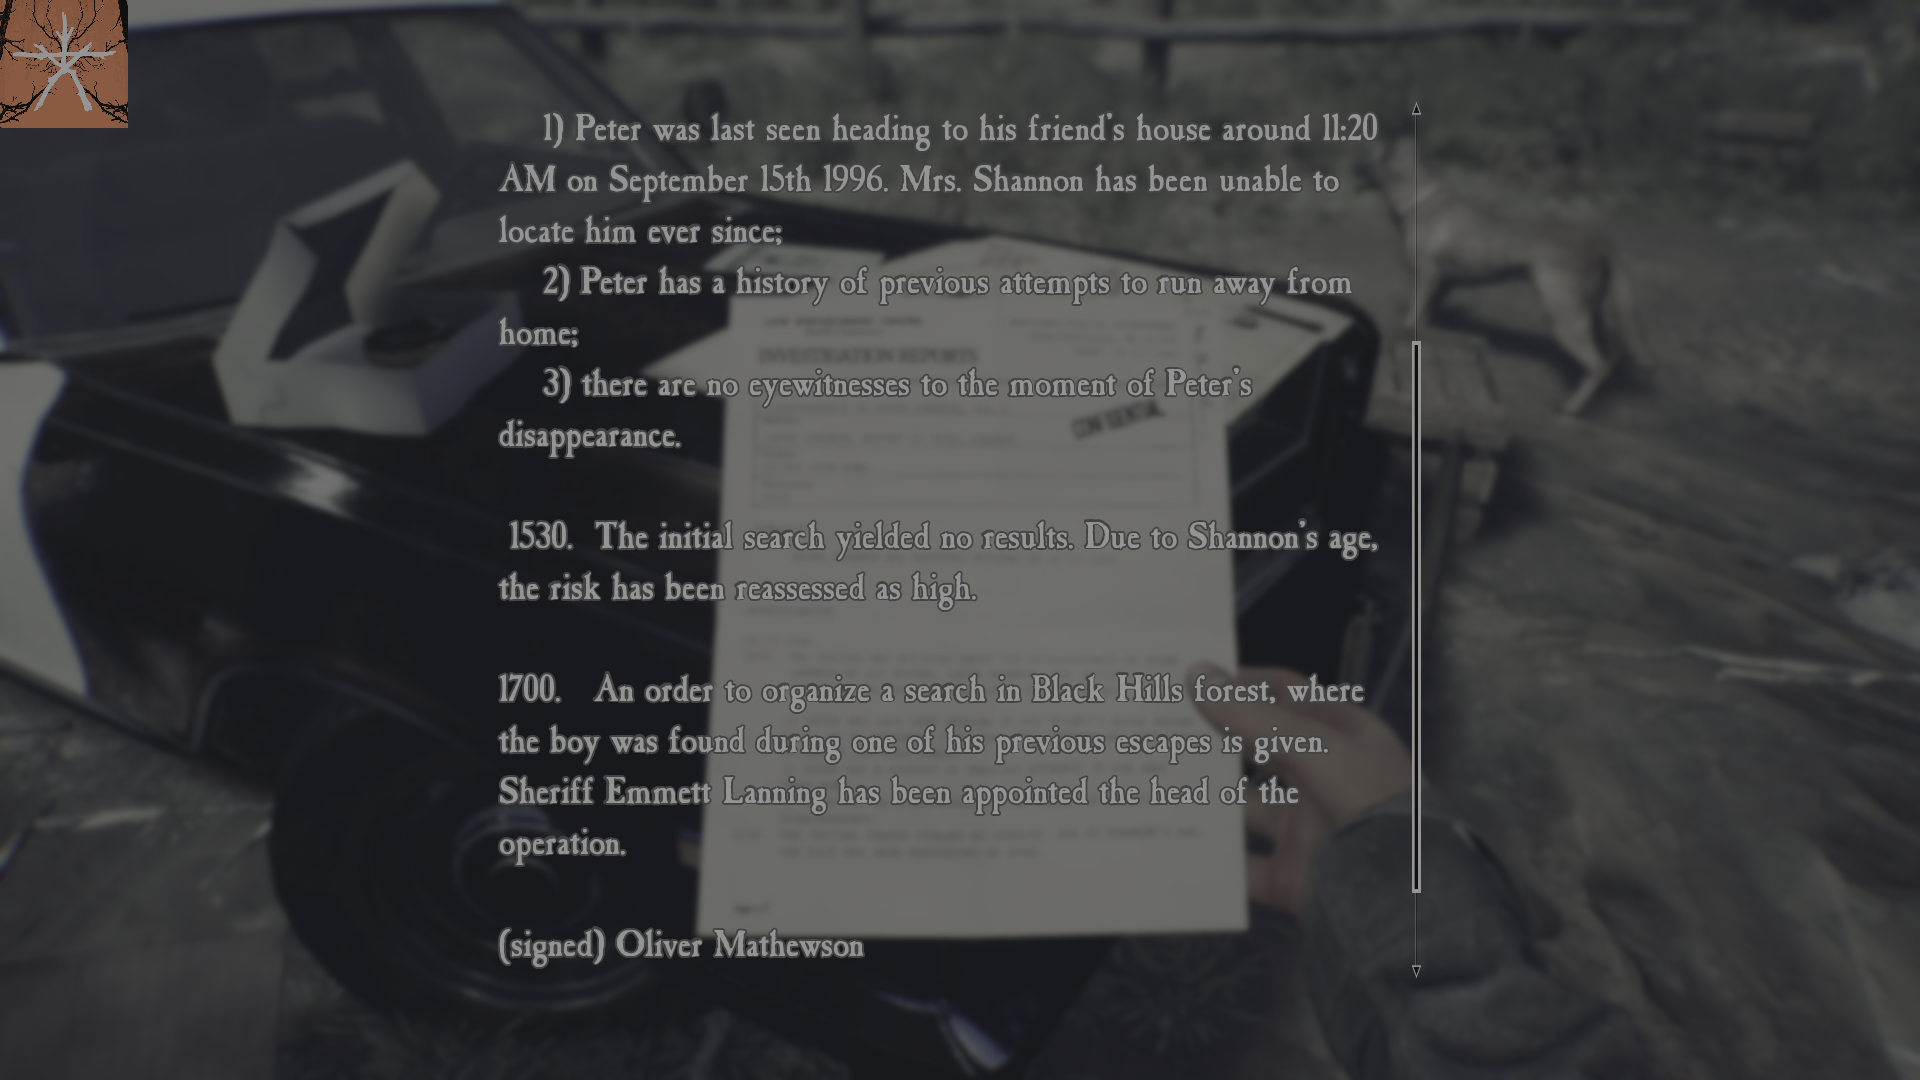 1) Peter was last seen heading to his friend's house around 11:20
AM on September 15th 1996. Mrs. Shannon has been unable to
locate him ever since;
2) Peter has a history of previous attempts to run away from
home;
3) there are no eyewitnesses to the moment of Peter's
disappearance.
1530. The initial search yielded no results. Due to Shannon's age,
the risk has been reassessed as high.
1700. An order to organize a search in Black Hills forest, where
the boy was found during one of his previous escapes is given.
Sheriff Emmett Lanning has been appointed the head of the
operation.
(signed) Oliver Mathewson
INVESTIGATION REPORTS
CONFIDENTIAL